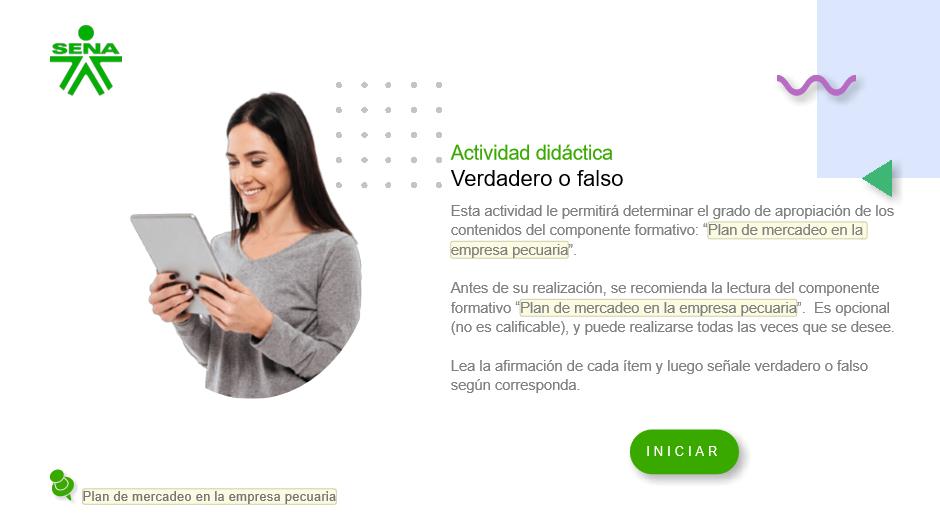 SENA
Actividad didáctica
Verdadero o falso
Esta actividad le permitirá determinar el grado de apropiación de los
contenidos del componente formativo: “Plan de mercadeo en la
empresa pecuaria”.
Antes de su realización, se recomienda la lectura del componente
formativo “Plan de mercadeo en la empresa pecuaria”.  Es opcional
(no es calificable), y puede realizarse todas las veces que se desee.
Lea la afirmación de cada ítem y luego señale verdadero o falso
según corresponda.
INICIAR
Plan de mercadeo en la empresa pecuaria